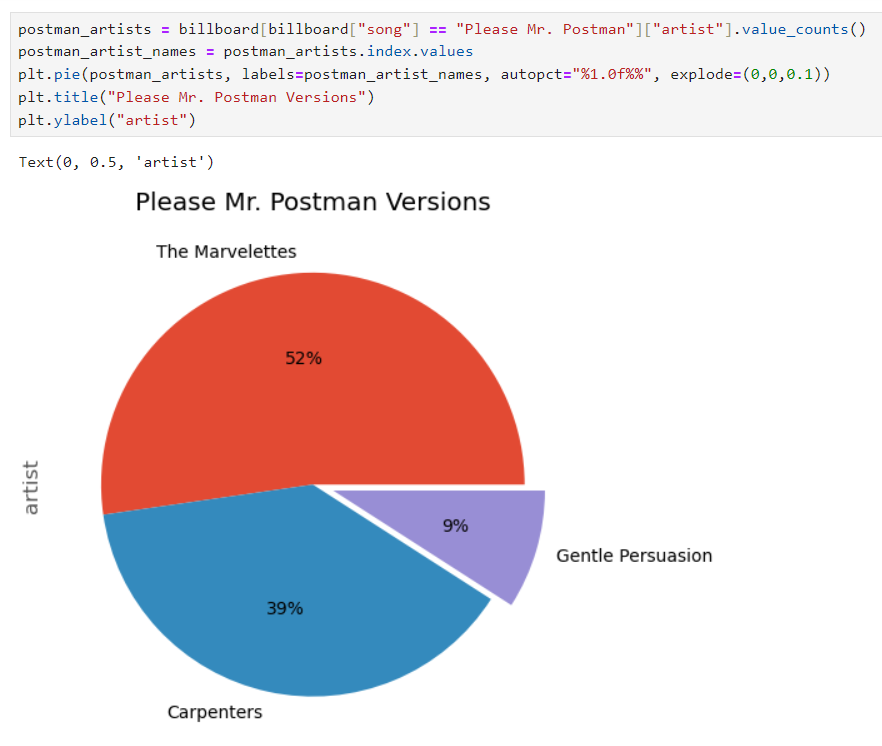 postman_artists = billboard[billboard["song"] == "Please Mr. Postman"]["artist"].value_counts()
postman_artist_names = postman_artists.index.values
plt.pie(postman_artists, labels=postman_artist_names, autopct="%1.0f%%", explode=(0,0,0.1))
plt.title("Please Mr. Postman Versions")
plt.ylabel("artist")
Text(0, 0.5, 'artist')
Please Mr. Postman Versions
The Marvelettes
52%
artist
9%
Gentle Persuasion
39%
Carpenters